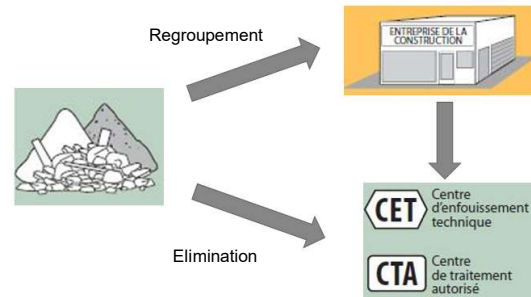 Regroupement
ENTREPRISE DE LA
CONSTRUCTION
Elimination
CET
Centre
d'enfouissement
technique
CTA
Centre
de traitement
autorisé